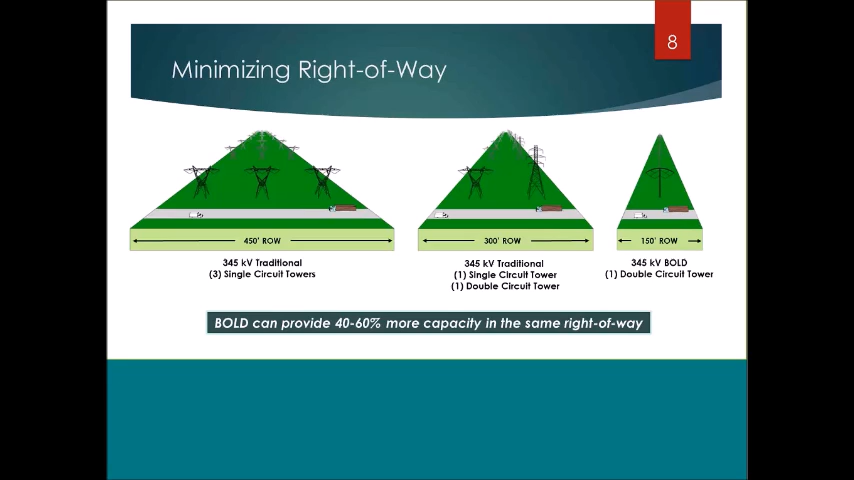 8
Minimizing Right-of-Way
450' ROW
300' ROW
150' ROW
345 kV Traditional
(3) Single Circuit Towers
345 kV Traditional
(1) Single Circuit Tower
(1) Double Circuit Tower
345 kV BOLD
(1) Double Circuit Tower
BOLD can provide 40-60% more capacity in the same right-of-way